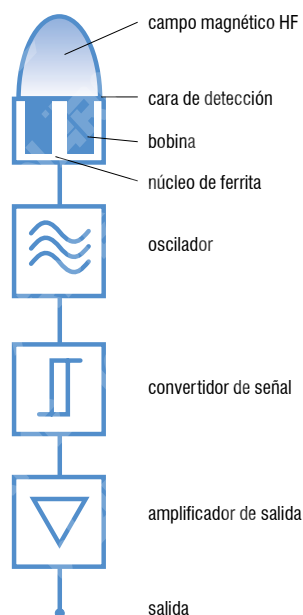 campo magnético HF
cara de detección
bobina
núcleo de ferrita
oscilador
convertidor de señal
amplificador de salida
salida